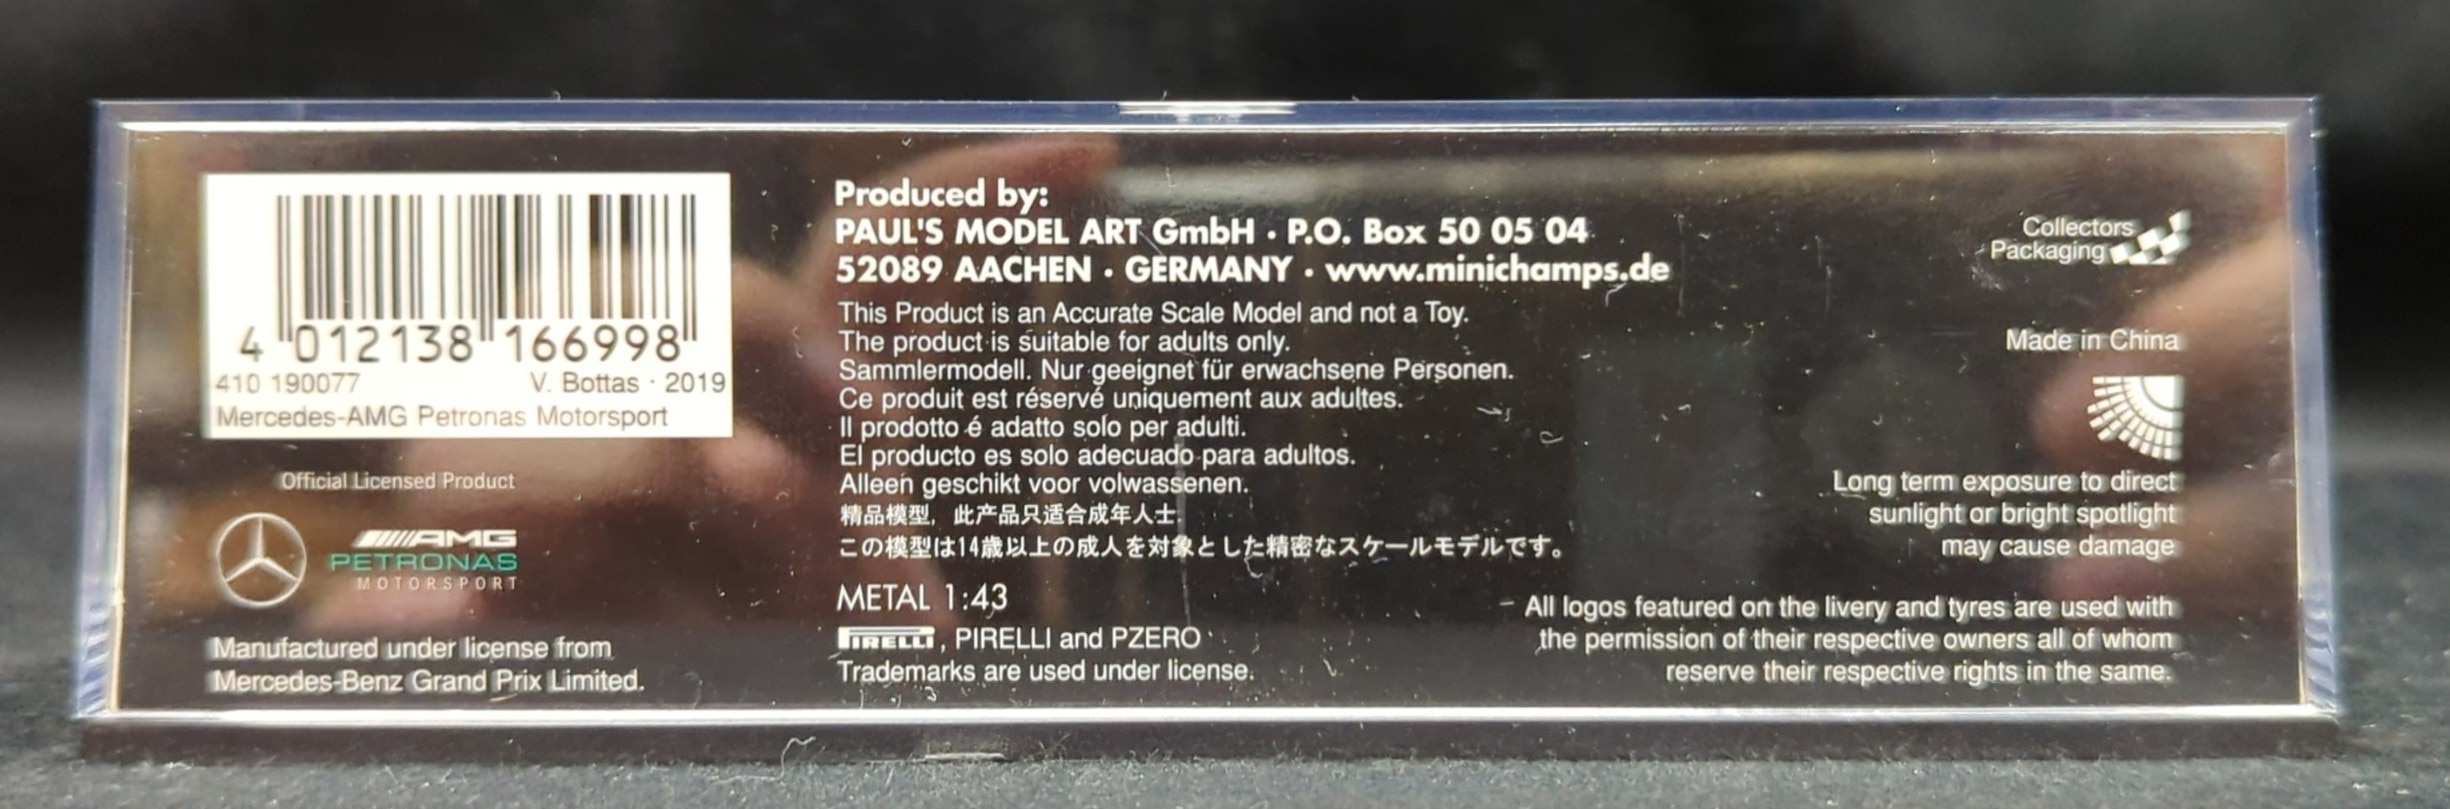 4 012138 166998
410 190077 V. Bottas · 2019
Mercedes-AMG Petronas Motorsport
Official Licensed Product
AMG
PETRONAS
MOTORSPORT
Manufactured under license from
Mercedes-Benz Grand Prix Limited.
Produced by:
PAUL'S MODEL ART GmbH · P.O. Box 50 05 04
52089 AACHEN · GERMANY · www.minichamps.de
This Product is an Accurate Scale Model and not a Toy.
The product is suitable for adults only.
Sammlermodell. Nur geeignet für erwachsene Personen.
Ce produit est réservé uniquement aux adultes.
Il prodotto é adatto solo per adulti.
El producto es solo adecuado para adultos.
Alleen geschikt voor volwassenen.
精品模型, 此产品只适合成年人士
この模型は14歳以上の成人を対象とした精密なスケールモデルです。
METAL 1:43
PIRELLI, PIRELLI and PZERO
Trademarks are used under license.
Collectors
Packaging
Made in China
Long term exposure to direct
sunlight or bright spotlight
may cause damage
All logos featured on the livery and tyres are used with
the permission of their respective owners all of whom
reserve their respective rights in the same.